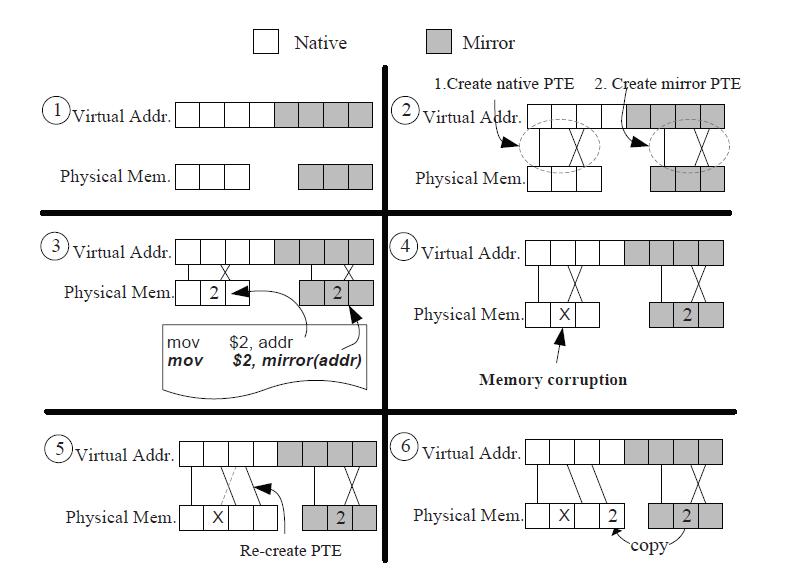 Native
Mirror
1
Virtual Addr.
Physical Mem.
2
1.Create native PTE
2. Create mirror PTE
Virtual Addr.
Physical Mem.
3
Virtual Addr.
Physical Mem.
2
2
mov $2, addr
mov $2, mirror(addr)
4
Virtual Addr.
Physical Mem.
X
2
Memory corruption
5
Virtual Addr.
Physical Mem.
X
2
Re-create PTE
6
Virtual Addr.
Physical Mem.
X
2
2
copy